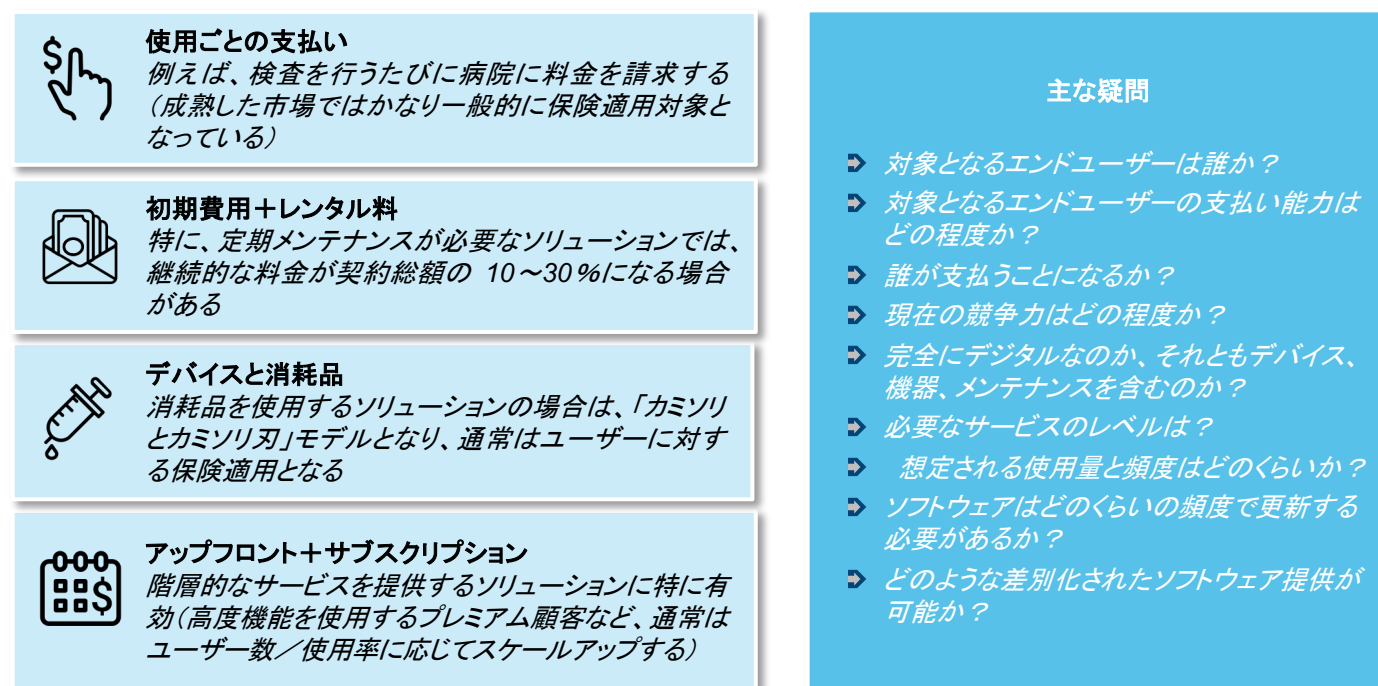 使用ごとの支払い
例えば、検査を行うたびに病院に料金を請求する
（成熟した市場ではかなり一般的に保険適用対象と
なっている）
初期費用＋レンタル料
特に、定期メンテナンスが必要なソリューションでは、
継続的な料金が契約総額の 10～30％になる場合
がある
デバイスと消耗品
消耗品を使用するソリューションの場合は、「カミソリ
とカミソリ刃」モデルとなり、通常はユーザーに対す
る保険適用となる
アップフロント＋サブスクリプション
階層的なサービスを提供するソリューションに特に有
効（高度機能を使用するプレミアム顧客など、通常は
ユーザー数／使用率に応じてスケールアップする）
主な疑問
対象となるエンドユーザーは誰か？
対象となるエンドユーザーの支払い能力は
どの程度か？
誰が支払うことになるか？
現在の競争力はどの程度か？
完全にデジタルなのか、それともデバイス、
機器、メンテナンスを含むのか？
必要なサービスのレベルは？
想定される使用量と頻度はどのくらいか？
ソフトウェアはどのくらいの頻度で更新する
必要があるか？
どのような差別化されたソフトウェア提供が
可能か？